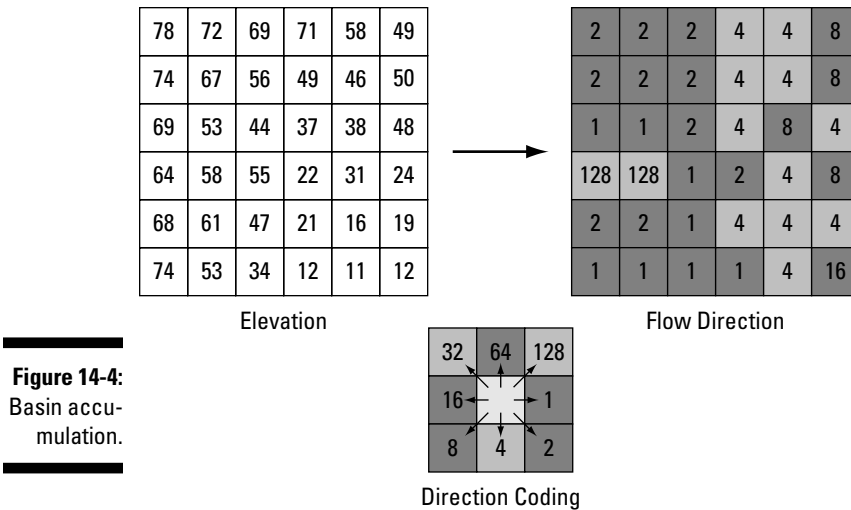 78 72 69 71 58 49
74 67 56 49 46 50
69 53 44 37 38 48
64 58 55 22 31 24
68 61 47 21 16 19
74 53 34 12 11 12
Elevation
2 2 2 4 4 8
2 2 2 4 4 8
1 1 2 4 8 4
128 128 1 2 4 8
2 2 1 4 4 4
1 1 1 1 4 16
Flow Direction
Figure 14-4:
Basin accu-
mulation.
32 64 128
16 1
8 4 2
Direction Coding